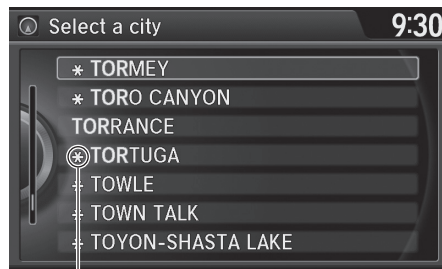 Select a city
9:30
* TORMEY
* TORO CANYON
TORRANCE
* TORTUGA
* TOWLE
* TOWN TALK
* TOYON-SHASTA LAKE